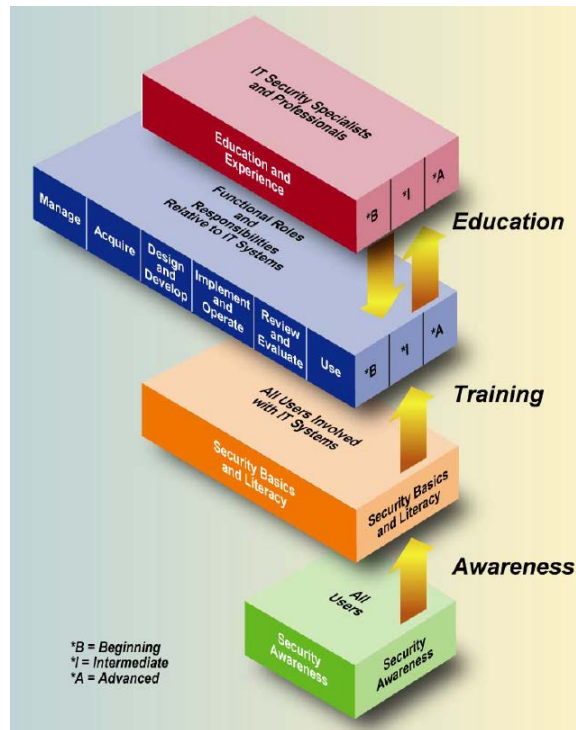 IT Security Specialists
and Professionals
Education and
Experience
*B
*I
*A
Education
Functional Roles
and
Responsibilities
Relative to IT Systems
Manage
Acquire
Design
and
Develop
Implement
and
Operate
Review
and
Evaluate
Use
*B
*I
*A
Training
All Users Involved
with IT Systems
Security Basics
and Literacy
Security Basics
and Literacy
Awareness
All
Users
Security
Awareness
Security
Awareness
*B = Beginning
*I = Intermediate
*A = Advanced